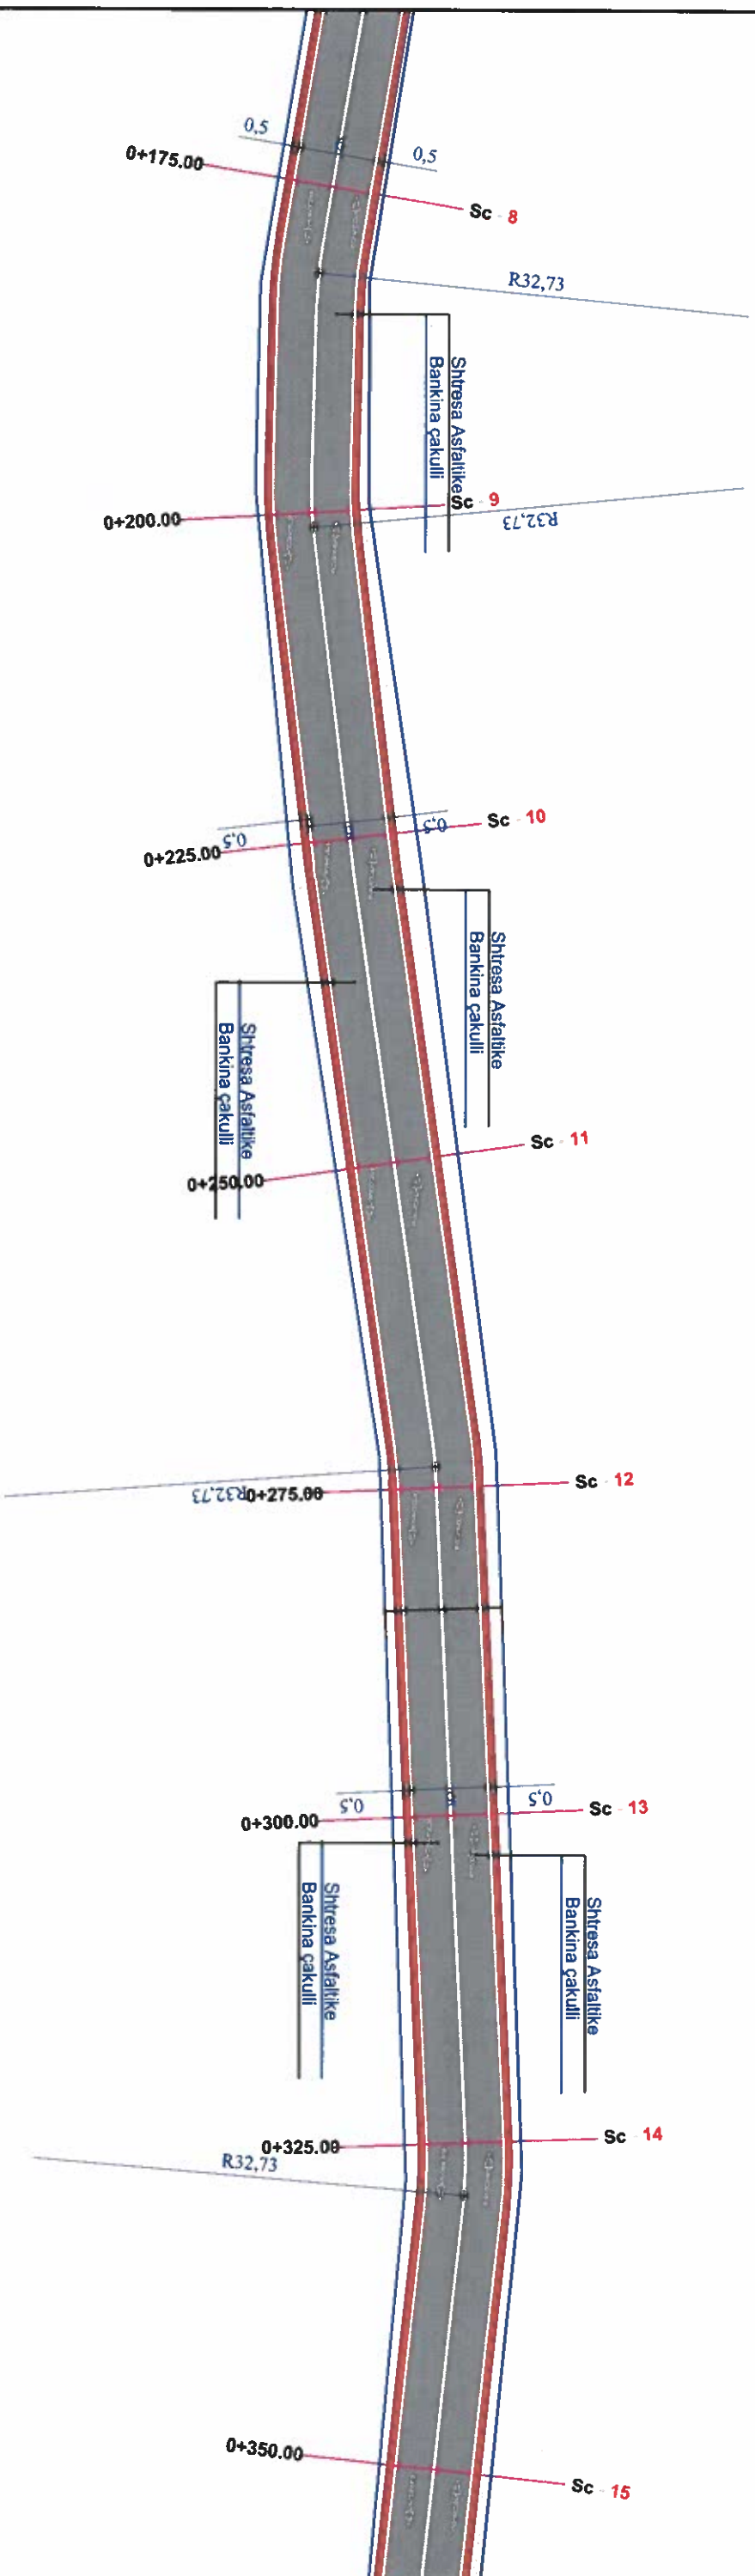 0,5
0,5
0+175.00
Sc - 8
R32,73
Shtresa Asfaltike
Bankina çakulli
Sc - 9
0+200.00
R32,73
Sc - 10
0,5
0,5
0+225.00
Shtresa Asfaltike
Bankina çakulli
Shtresa Asfaltike
Bankina çakulli
Sc - 11
0+250.00
Sc - 12
R32,73
0+275.00
0,5
0,5
Sc - 13
0+300.00
Shtresa Asfaltike
Bankina çakulli
Shtresa Asfaltike
Bankina çakulli
Sc - 14
0+325.00
R32,73
0+350.00
Sc - 15